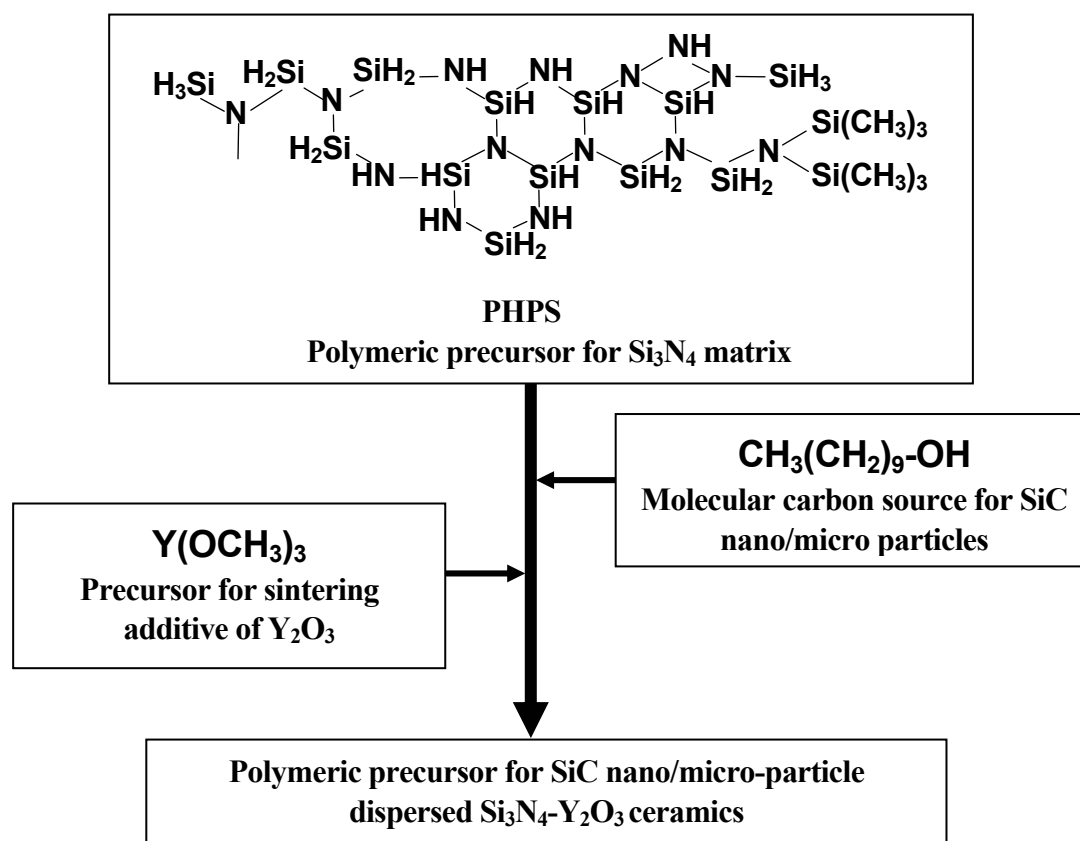 NH
SiH₂ NH NH N N SiH₃
H₂Si
H₃Si
N N SiH SiH SiH Si(CH₃)₃
H₂Si N N N N
HN HSi SiH SiH₂ SiH₂ Si(CH₃)₃
HN NH
SiH₂
PHPS
Polymeric precursor for Si₃N₄ matrix
CH₃(CH₂)₉-OH
Molecular carbon source for SiC
nano/micro particles
Y(OCH₃)₃
Precursor for sintering
additive of Y₂O₃
Polymeric precursor for SiC nano/micro-particle
dispersed Si₃N₄-Y₂O₃ ceramics